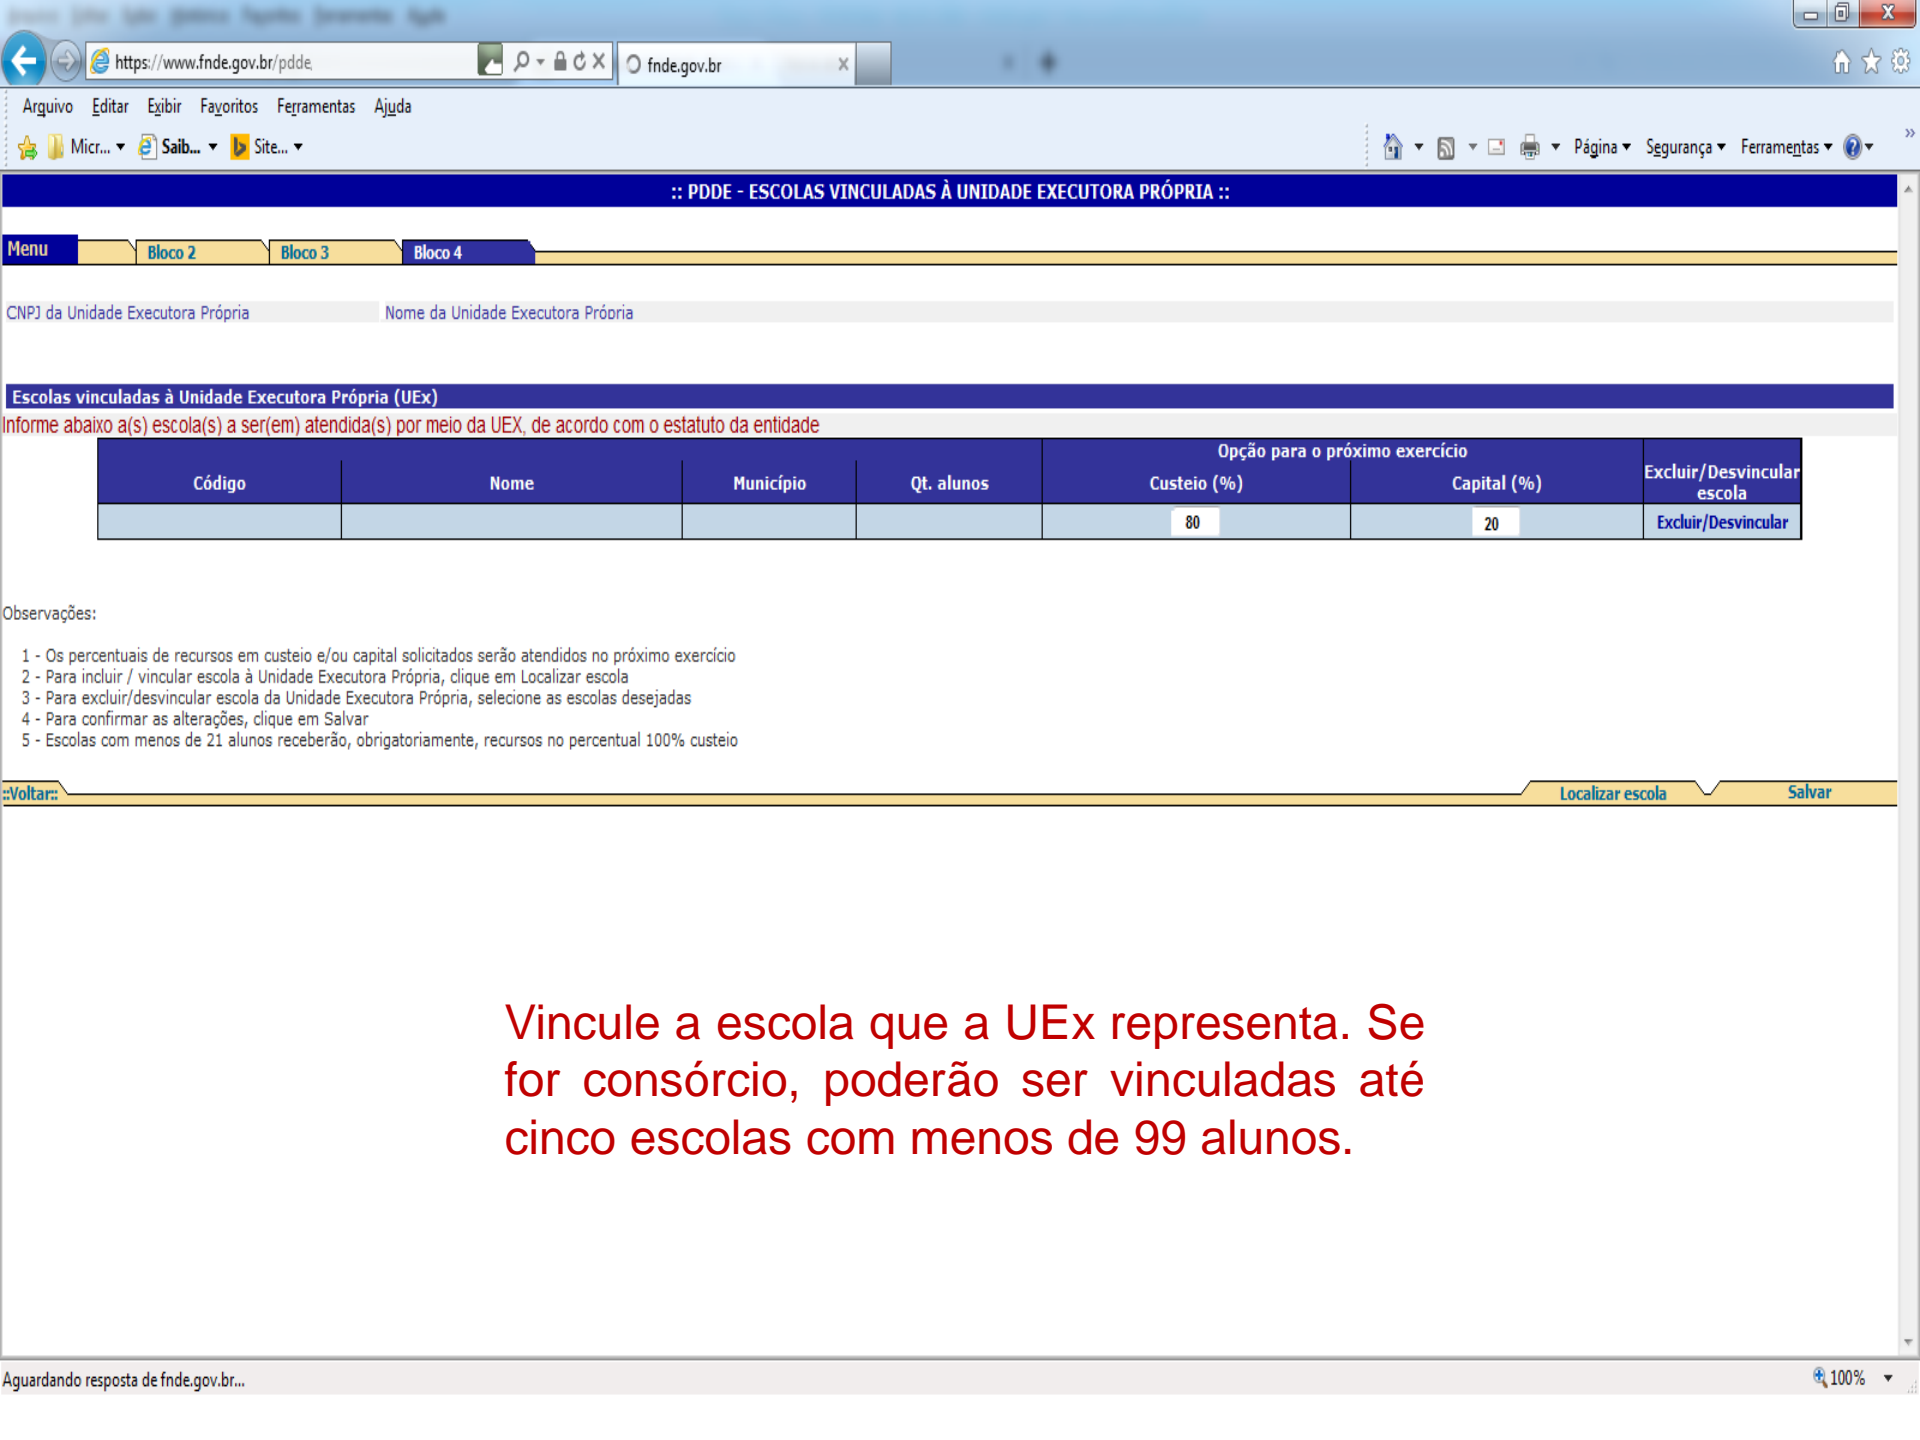 https://www.fnde.gov.br/pdde,
fnde.gov.br
Arquivo Editar Exibir Favoritos Ferramentas Ajuda
Micr... Saib... Site...
Página Segurança Ferramentas
:: PDDE - ESCOLAS VINCULADAS À UNIDADE EXECUTORA PRÓPRIA ::
Menu Bloco 2 Bloco 3 Bloco 4
CNPJ da Unidade Executora Própria Nome da Unidade Executora Própria
Escolas vinculadas à Unidade Executora Própria (UEx)
Informe abaixo a(s) escola(s) a ser(em) atendida(s) por meio da UEX, de acordo com o estatuto da entidade
Opção para o próximo exercício
Código Nome Município Qt. alunos Custeio (%) Capital (%) Excluir/Desvincular
escola
80 20 Excluir/Desvincular
Observações:
1 - Os percentuais de recursos em custeio e/ou capital solicitados serão atendidos no próximo exercício
2 - Para incluir / vincular escola à Unidade Executora Própria, clique em Localizar escola
3 - Para excluir/desvincular escola da Unidade Executora Própria, selecione as escolas desejadas
4 - Para confirmar as alterações, clique em Salvar
5 - Escolas com menos de 21 alunos receberão, obrigatoriamente, recursos no percentual 100% custeio
::Voltar:: Localizar escola Salvar
Vincule a escola que a UEx representa. Se
for consórcio, poderão ser vinculadas até
cinco escolas com menos de 99 alunos.
Aguardando resposta de fnde.gov.br...
100%